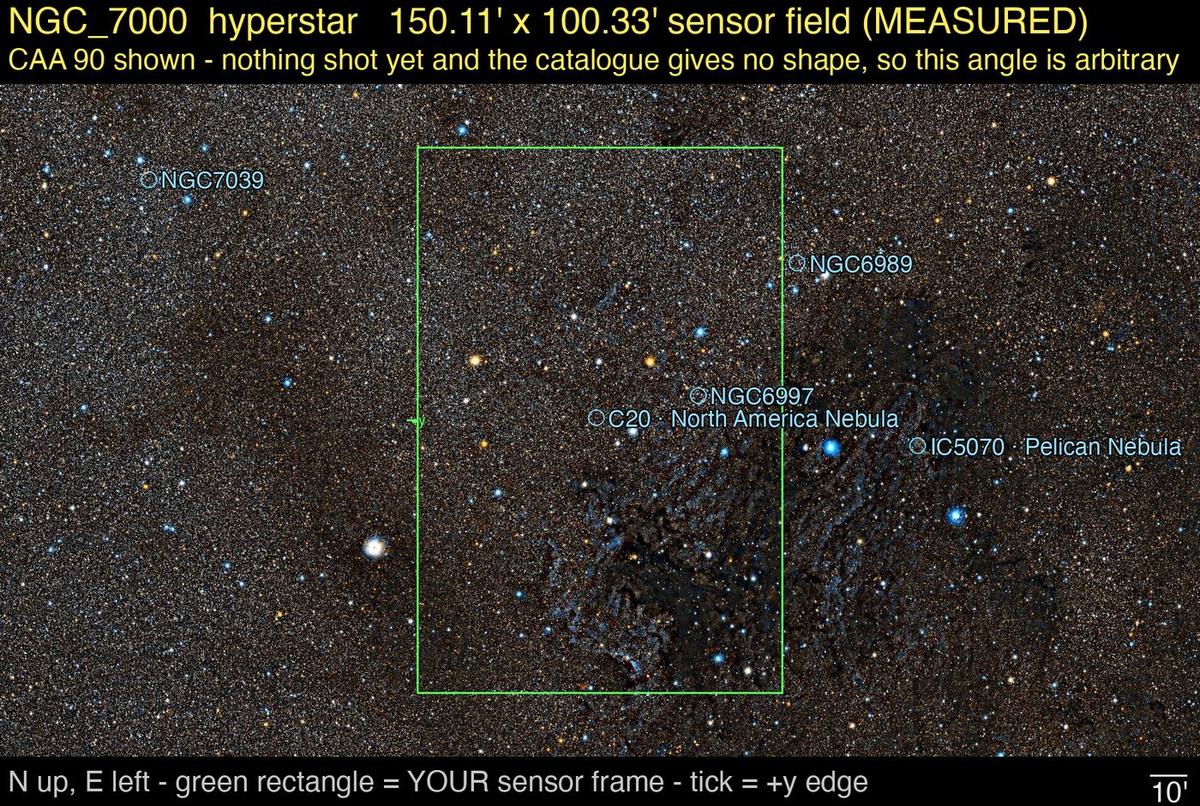 NGC_7000 hyperstar 150.11' x 100.33' sensor field (MEASURED)
CAA 90 shown - nothing shot yet and the catalogue gives no shape, so this angle is arbitrary
NGC7039
NGC6989
NGC6997
C20 · North America Nebula
+y
IC5070 · Pelican Nebula
N up, E left - green rectangle = YOUR sensor frame - tick = +y edge
10'